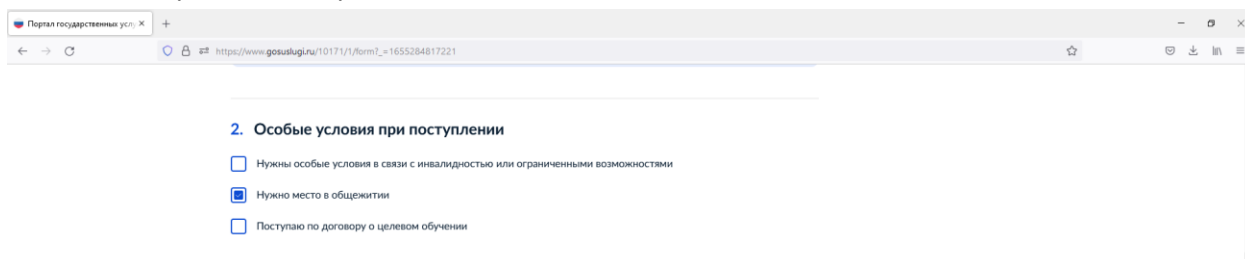 Портал государственных услу
https://www.gosuslugi.ru/10171/1/form?_=1655284817221
2. Особые условия при поступлении
Нужны особые условия в связи с инвалидностью или ограниченными возможностями
Нужно место в общежитии
Поступаю по договору о целевом обучении